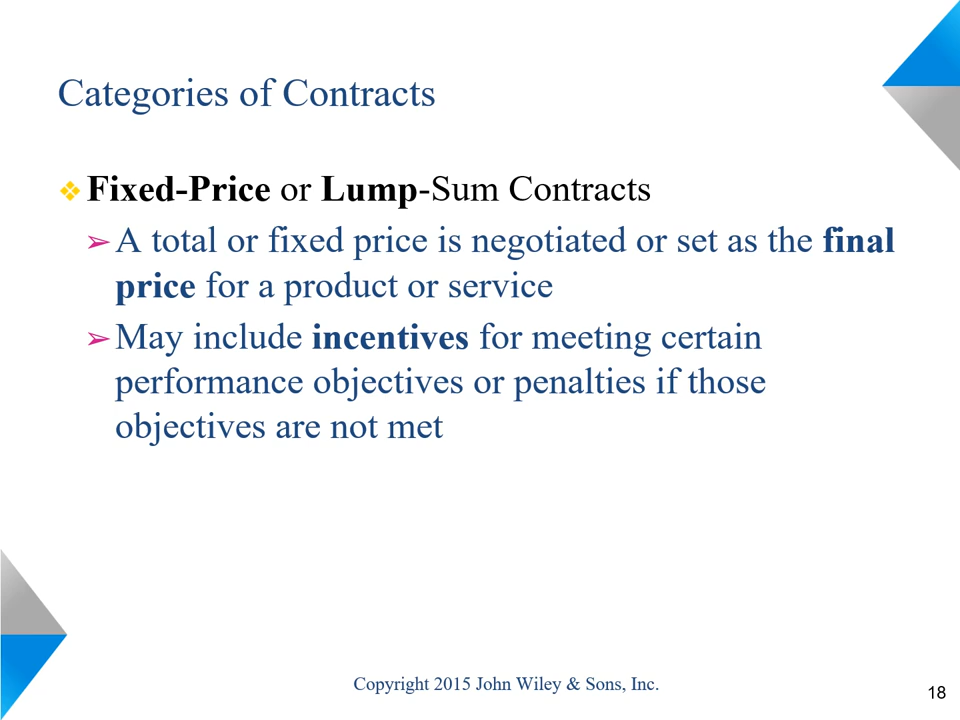 Categories of Contracts
❖ Fixed-Price or Lump-Sum Contracts
➢ A total or fixed price is negotiated or set as the final
price for a product or service
➢ May include incentives for meeting certain
performance objectives or penalties if those
objectives are not met
Copyright 2015 John Wiley & Sons, Inc.
18